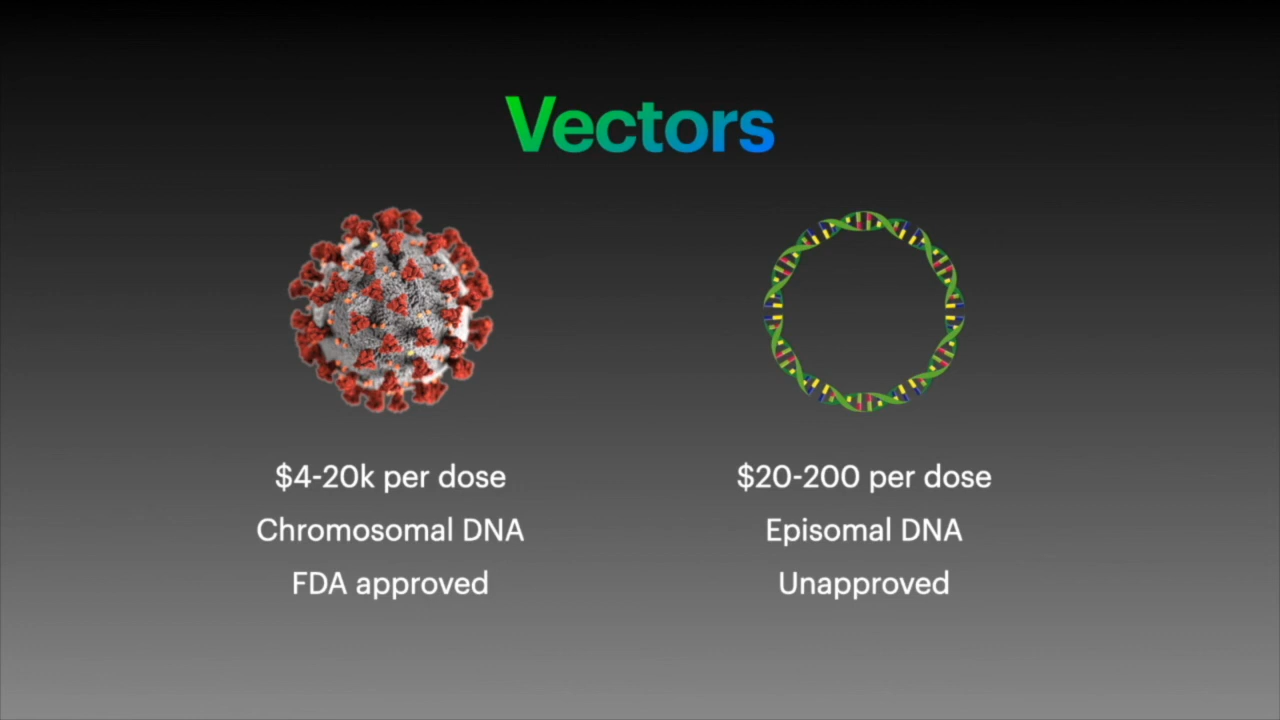 Vectors
$4-20k per dose
$20-200 per dose
Chromosomal DNA
Episomal DNA
FDA approved
Unapproved